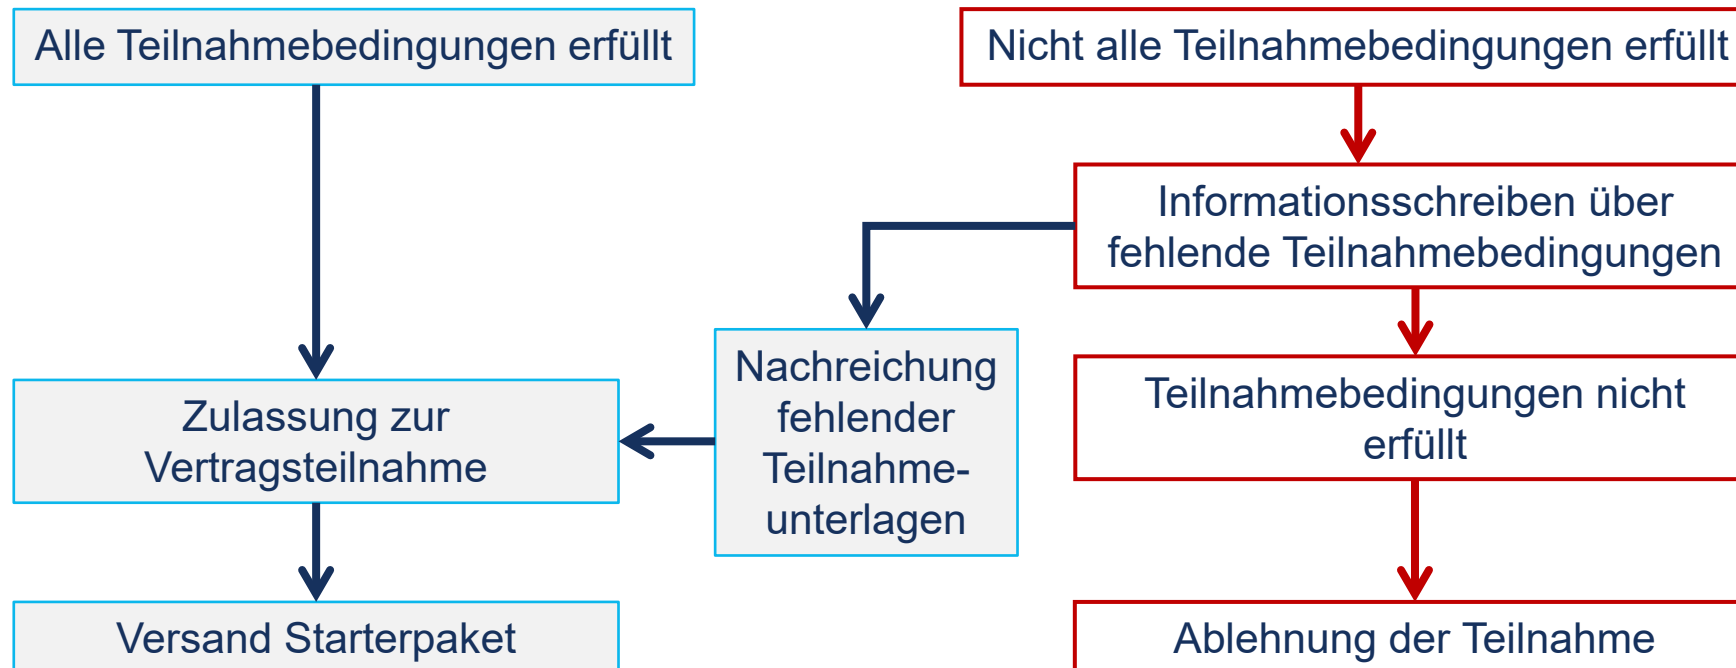 Alle Teilnahmebedingungen erfüllt
Nicht alle Teilnahmebedingungen erfüllt
Informationsschreiben über
fehlende Teilnahmebedingungen
Nachreichung
fehlender
Teilnahme-
unterlagen
Zulassung zur
Vertragsteilnahme
Teilnahmebedingungen nicht
erfüllt
Versand Starterpaket
Ablehnung der Teilnahme